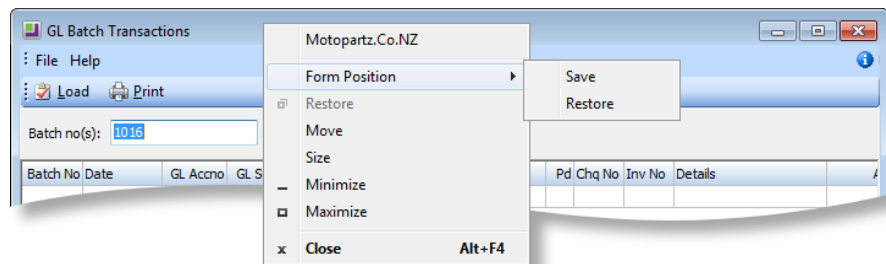 GL Batch Transactions
File Help
Load Print
Batch no(s): 1016
Batch No Date GL Accno GL S
Pd Chq No Inv No Details
Motopartz.Co.NZ
Form Position
Save
Restore
Restore
Move
Size
Minimize
Maximize
x Close Alt+F4